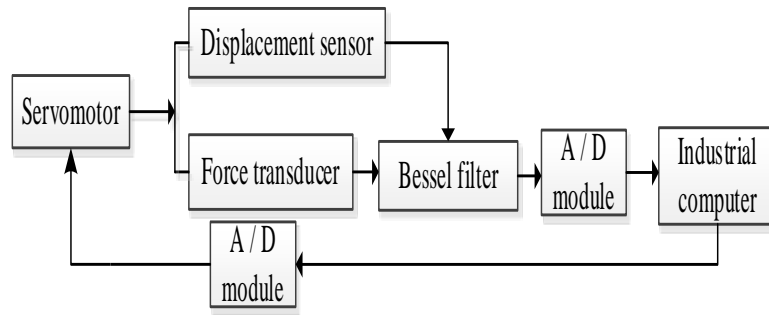 Displacement sensor
Servomotor
Force transducer
Bessel filter
A / D
module
Industrial
computer
A / D
module